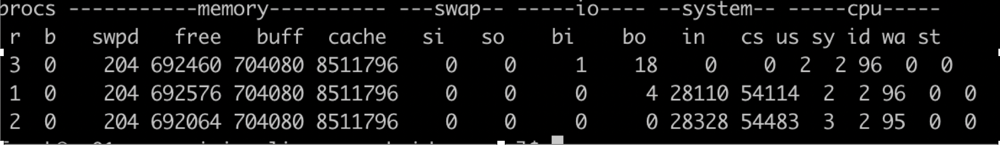 procs -----------memory---------- ---swap-- -----io---- --system-- -----cpu-----
 r  b   swpd   free   buff  cache   si   so    bi    bo   in   cs us sy id wa st
 3  0    204 692460 704080 8511796    0    0     1    18    0    0  2  2 96  0  0
 1  0    204 692576 704080 8511796    0    0     0     4 28110 54114  2  2 96  0  0
 2  0    204 692064 704080 8511796    0    0     0     0 28328 54483  3  2 95  0  0